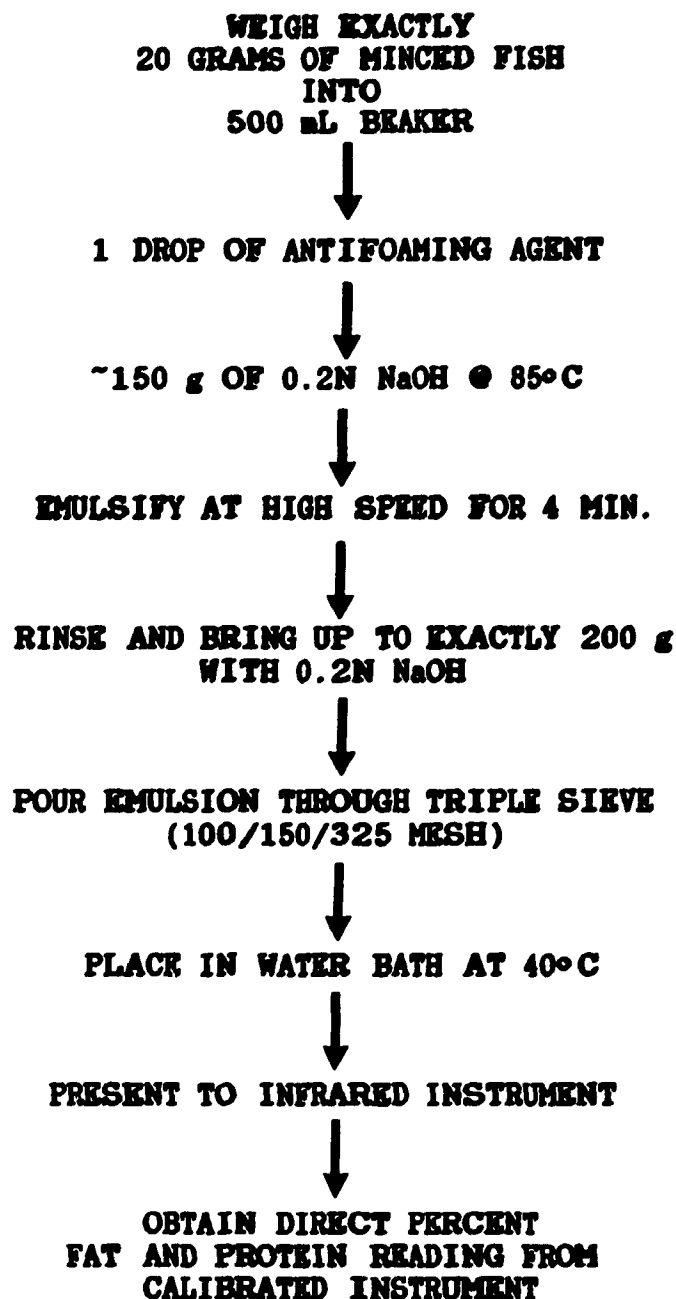 WEIGH EXACTLY
20 GRAMS OF MINCED FISH
INTO
500 mL BEAKER
1 DROP OF ANTIFOAMING AGENT
~150 g OF 0.2N NaOH @ 85°C
EMULSIFY AT HIGH SPEED FOR 4 MIN.
RINSE AND BRING UP TO EXACTLY 200 g
WITH 0.2N NaOH
POUR EMULSION THROUGH TRIPLE SIEVE
(100/150/325 MESH)
PLACE IN WATER BATH AT 40°C
PRESENT TO INFRARED INSTRUMENT
OBTAIN DIRECT PERCENT
FAT AND PROTEIN READING FROM
CALIBRATED INSTRUMENT